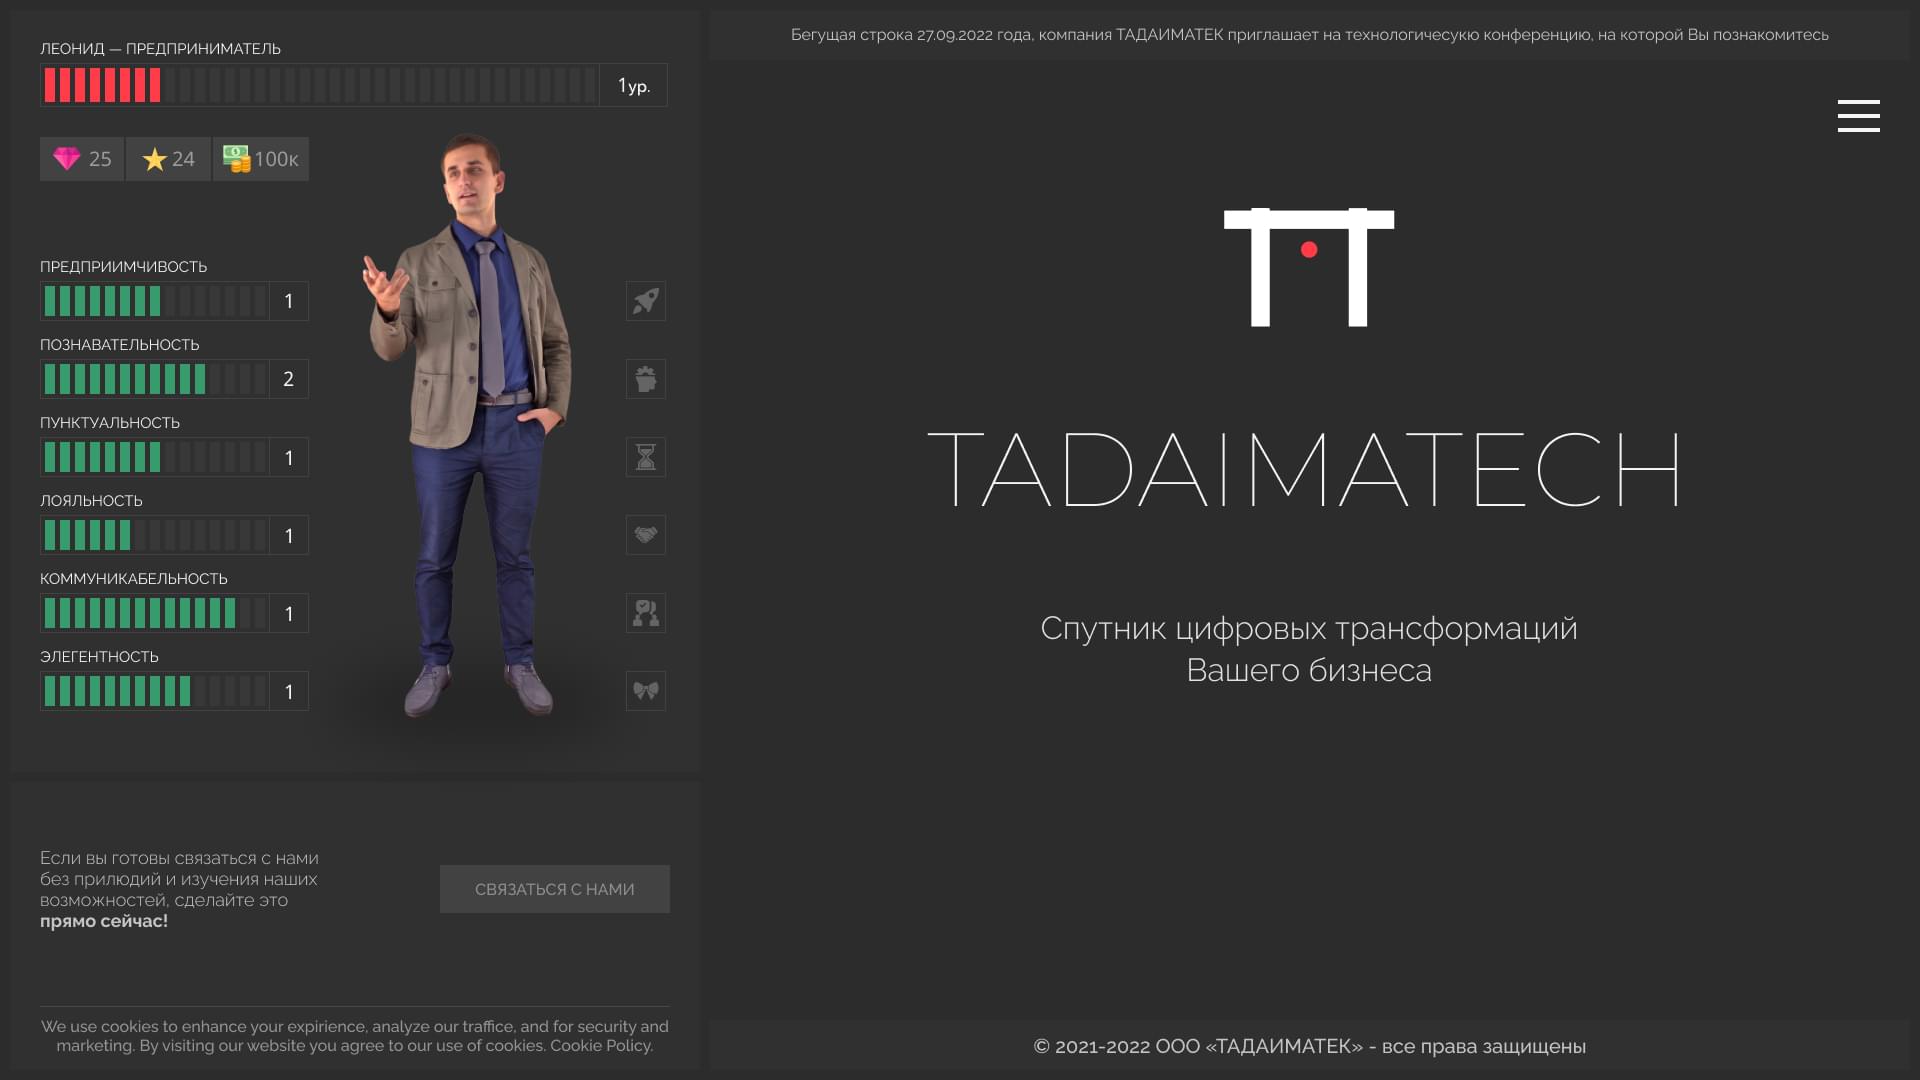 ЛЕОНИД — ПРЕДПРИНИМАТЕЛЬ
1ур.
25
24
100к
ПРЕДПРИИМЧИВОСТЬ
1
ПОЗНАВАТЕЛЬНОСТЬ
2
ПУНКТУАЛЬНОСТЬ
1
ЛОЯЛЬНОСТЬ
1
КОММУНИКАБЕЛЬНОСТЬ
1
ЭЛЕГЕНТНОСТЬ
1
Если вы готовы связаться с нами
без прилюдий и изучения наших
возможностей, сделайте это
прямо сейчас!
СВЯЗАТЬСЯ С НАМИ
We use cookies to enhance your expirience, analyze our traffice, and for security and
marketing. By visiting our website you agree to our use of cookies. Cookie Policy.
Бегущая строка 27.09.2022 года, компания ТАДАИМАТЕК приглашает на технологичесукю конференцию, на которой Вы познакомитесь
TADAIMATECH
Спутник цифровых трансформаций
Вашего бизнеса
© 2021-2022 ООО «ТАДАИМАТЕК» - все права защищены